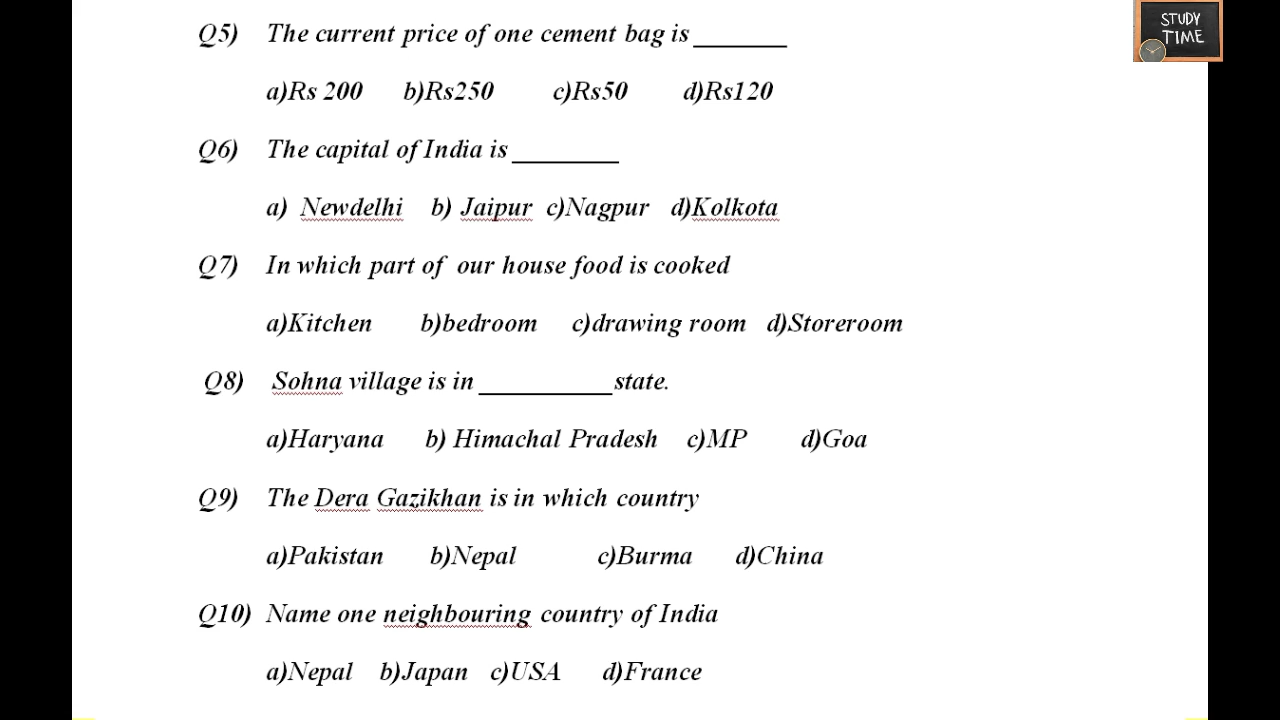 Q5) The current price of one cement bag is _______
a)Rs 200 b)Rs250 c)Rs50 d)Rs120
Q6) The capital of India is ________
a) Newdelhi b) Jaipur c)Nagpur d)Kolkota
Q7) In which part of our house food is cooked
a)Kitchen b)bedroom c)drawing room d)Storeroom
Q8) Sohna village is in __________state.
a)Haryana b) Himachal Pradesh c)MP d)Goa
Q9) The Dera Gazikhan is in which country
a)Pakistan b)Nepal c)Burma d)China
Q10) Name one neighbouring country of India
a)Nepal b)Japan c)USA d)France
STUDY
TIME